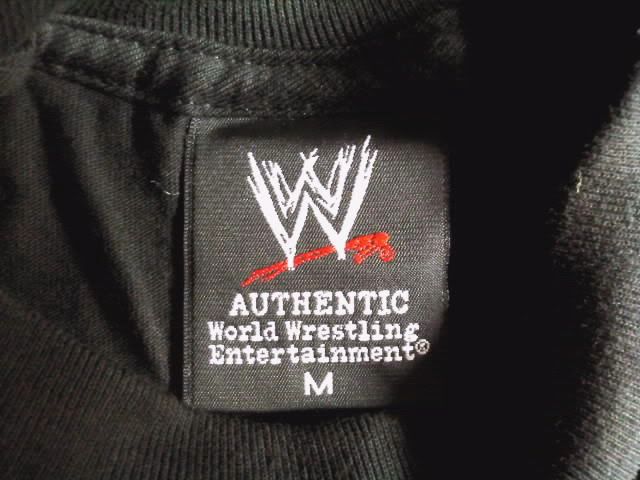 W
AUTHENTIC
World Wrestling
Entertainment®
M